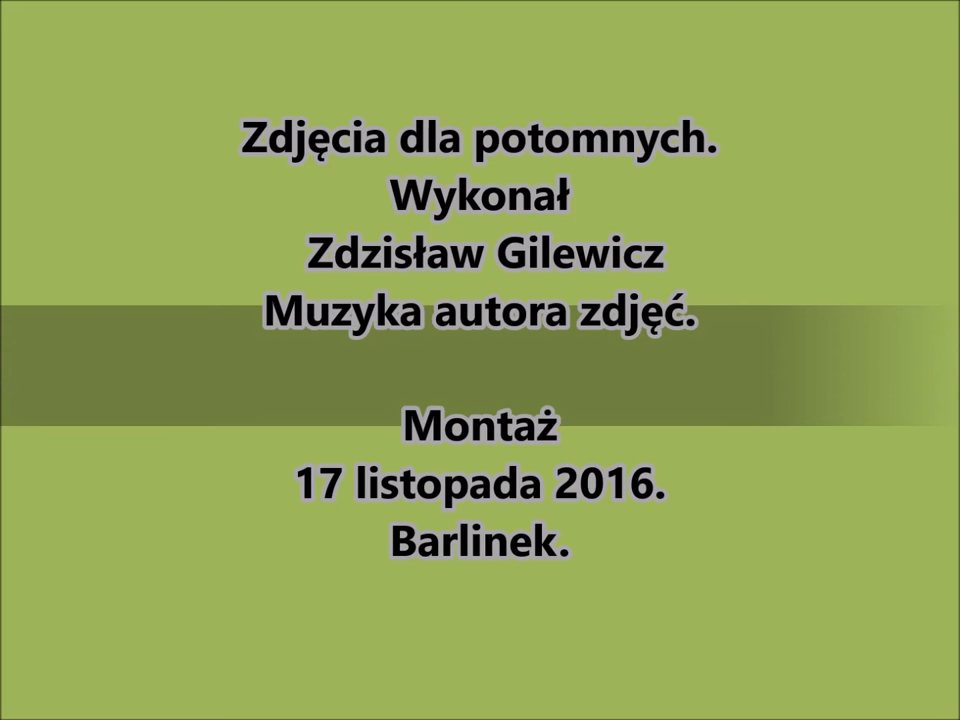 Zdjęcia dla potomnych.
Wykonał
Zdzisław Gilewicz
Muzyka autora zdjęć.
Montaż
17 listopada 2016.
Barlinek.